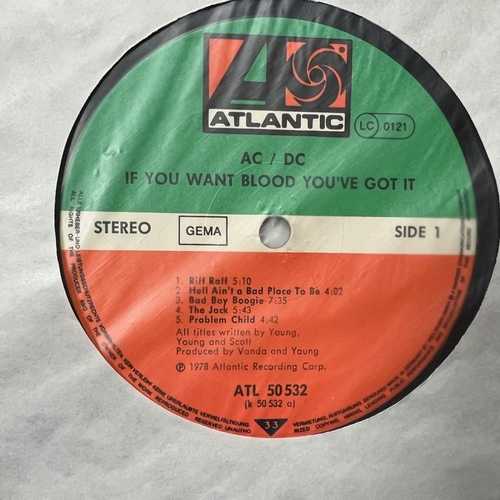 ATLANTIC
LC 0121
AC / DC
IF YOU WANT BLOOD YOU'VE GOT IT
STEREO
GEMA
SIDE 1
1. Riff Raff 5:10
2. Hell Ain't a Bad Place To Be 4:02
3. Bad Boy Boogie 7:35
4. The Jack 5:43
5. Problem Child 4:42
All titles written by Young,
Young and Scott
Produced by Vanda and Young
℗ 1978 Atlantic Recording Corp.
ATL 50 532
(k 50 532 a)
33